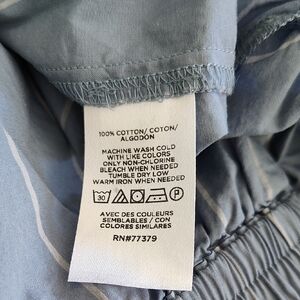 100% COTTON/ COTON/
ALGODÓN
MACHINE WASH COLD
WITH LIKE COLORS
ONLY NON-CHLORINE
BLEACH WHEN NEEDED
TUMBLE DRY LOW
WARM IRON WHEN NEEDED
30 P
AVEC DES COULEURS
SEMBLABLES / CON
COLORES SIMILARES
RN#77379